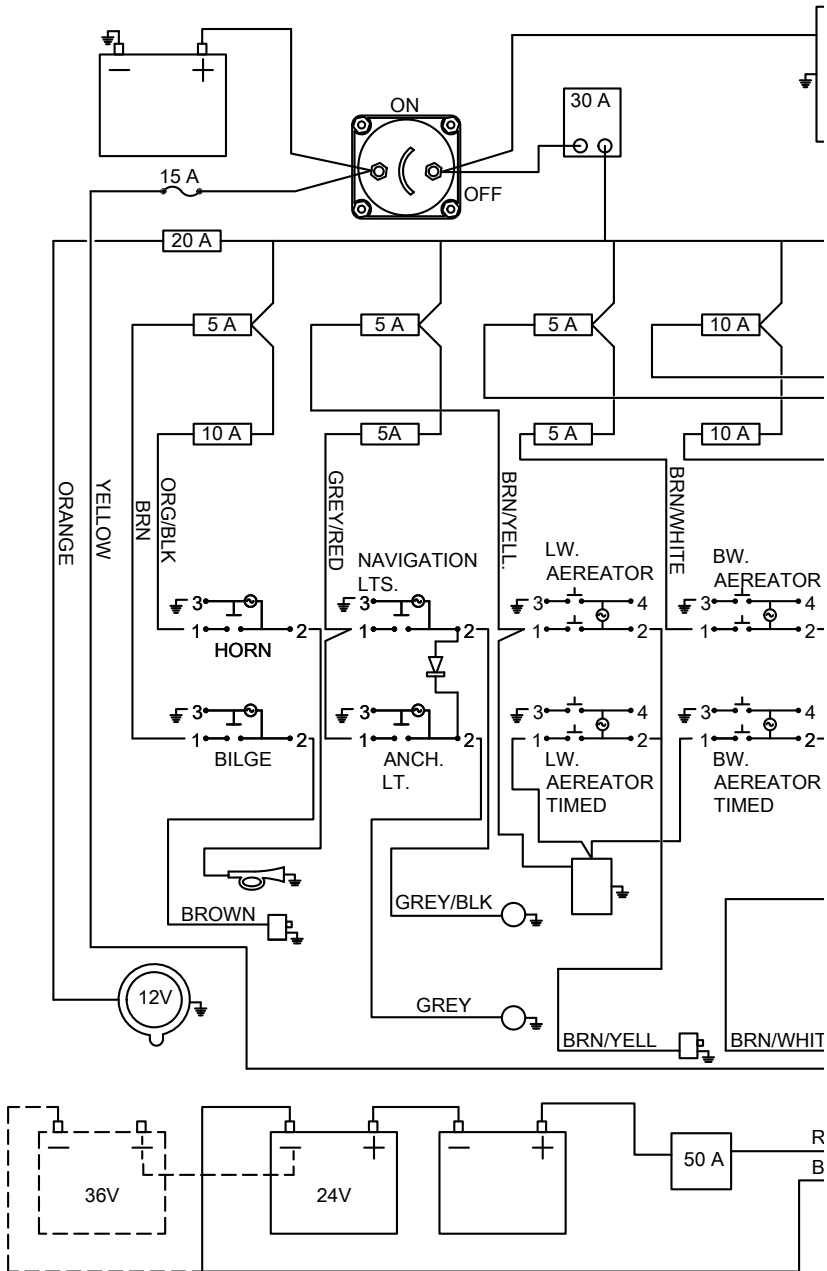 ON
30 A
15 A
OFF
20 A
5 A
5 A
5 A
10 A
10 A
5A
5 A
10 A
ORANGE
YELLOW
BRN
ORG/BLK
GREY/RED
BRN/YELL.
BRN/WHITE
NAVIGATION
LTS.
LW.
AEREATOR
BW.
AEREATOR
3
3
3
4
3
4
1
2
1
2
1
2
1
2
HORN
3
3
3
4
3
4
1
2
1
2
1
2
1
2
BILGE
ANCH.
LT.
LW.
AEREATOR
TIMED
BW.
AEREATOR
TIMED
BROWN
GREY/BLK
12V
GREY
BRN/YELL
BRN/WHIT
R
B
36V
24V
50 A